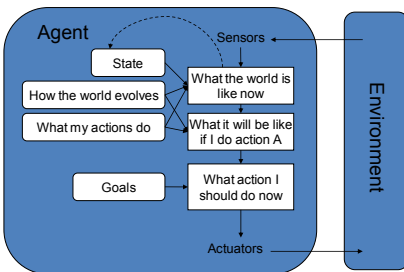 Agent
Sensors
State
What the world is
like now
How the world evolves
What my actions do
What it will be like
if I do action A
Goals
What action I
should do now
Actuators
Environment